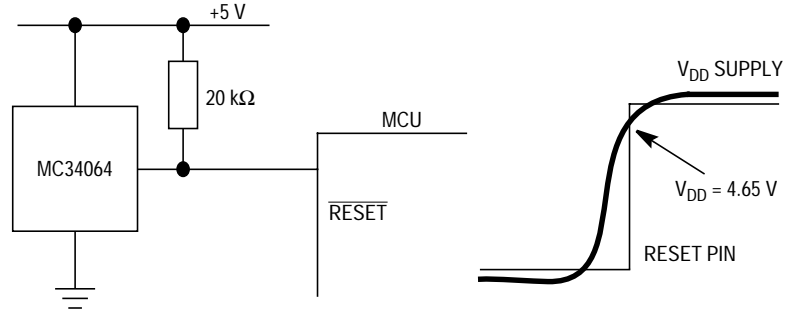 +5 V
20 kΩ
MC34064
MCU
RESET
V_DD SUPPLY
V_DD = 4.65 V
RESET PIN